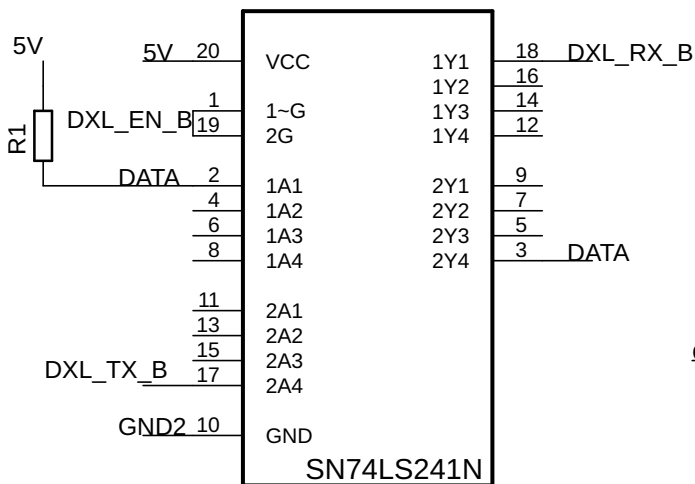 5V
R1
5V 20 VCC 1Y1 18 DXL_RX_B
1Y2 16
DXL_EN_B 1 1~G 1Y3 14
19 2G 1Y4 12
DATA 2 1A1 2Y1 9
4 1A2 2Y2 7
6 1A3 2Y3 5
8 1A4 2Y4 3 DATA
11 2A1
13 2A2
15 2A3
DXL_TX_B 17 2A4
GND2 10 GND
SN74LS241N